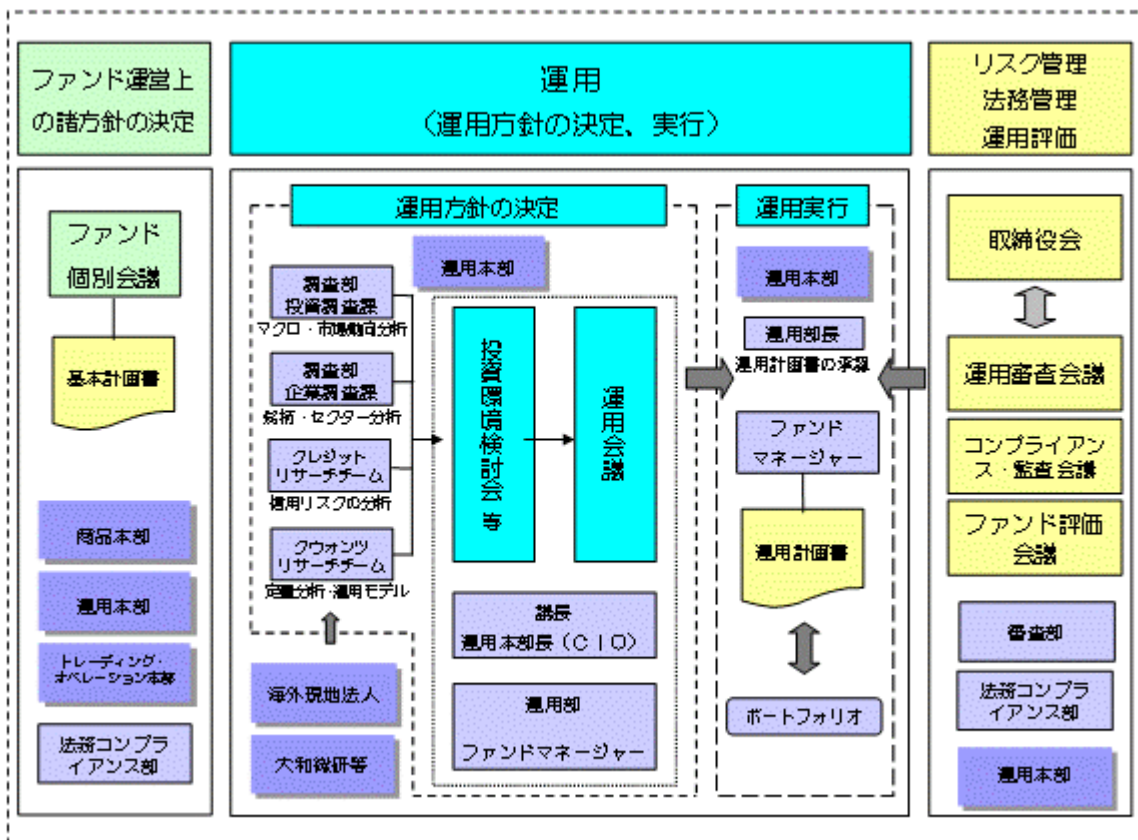 ファンド運営上
の諸方針の決定
ファンド
個別会議
基本計画書
商品本部
運用本部
トレーディング・
オペレーション本部
法務コンプラ
イアンス部
運用
（運用方針の決定、実行）
運用方針の決定
運用本部
調査部
投資調査課
マクロ・市場動向分析
調査部
企業調査課
銘柄・セクター分析
クレジット
リサーチチーム
信用リスクの分析
クウォンツ
リサーチチーム
定量分析・運用モデル
海外現地法人
大和総研等
投資環境検討会 等
運用会議
議長
運用本部長（ＣＩＯ）
運用部
ファンドマネージャー
運用実行
運用本部
運用部長
運用計画書の承認
ファンド
マネージャー
運用計画書
ポートフォリオ
リスク管理
法務管理
運用評価
取締役会
運用審査会議
コンプライアン
ス・監査会議
ファンド評価
会議
審査部
法務コンプラ
イアンス部
運用本部